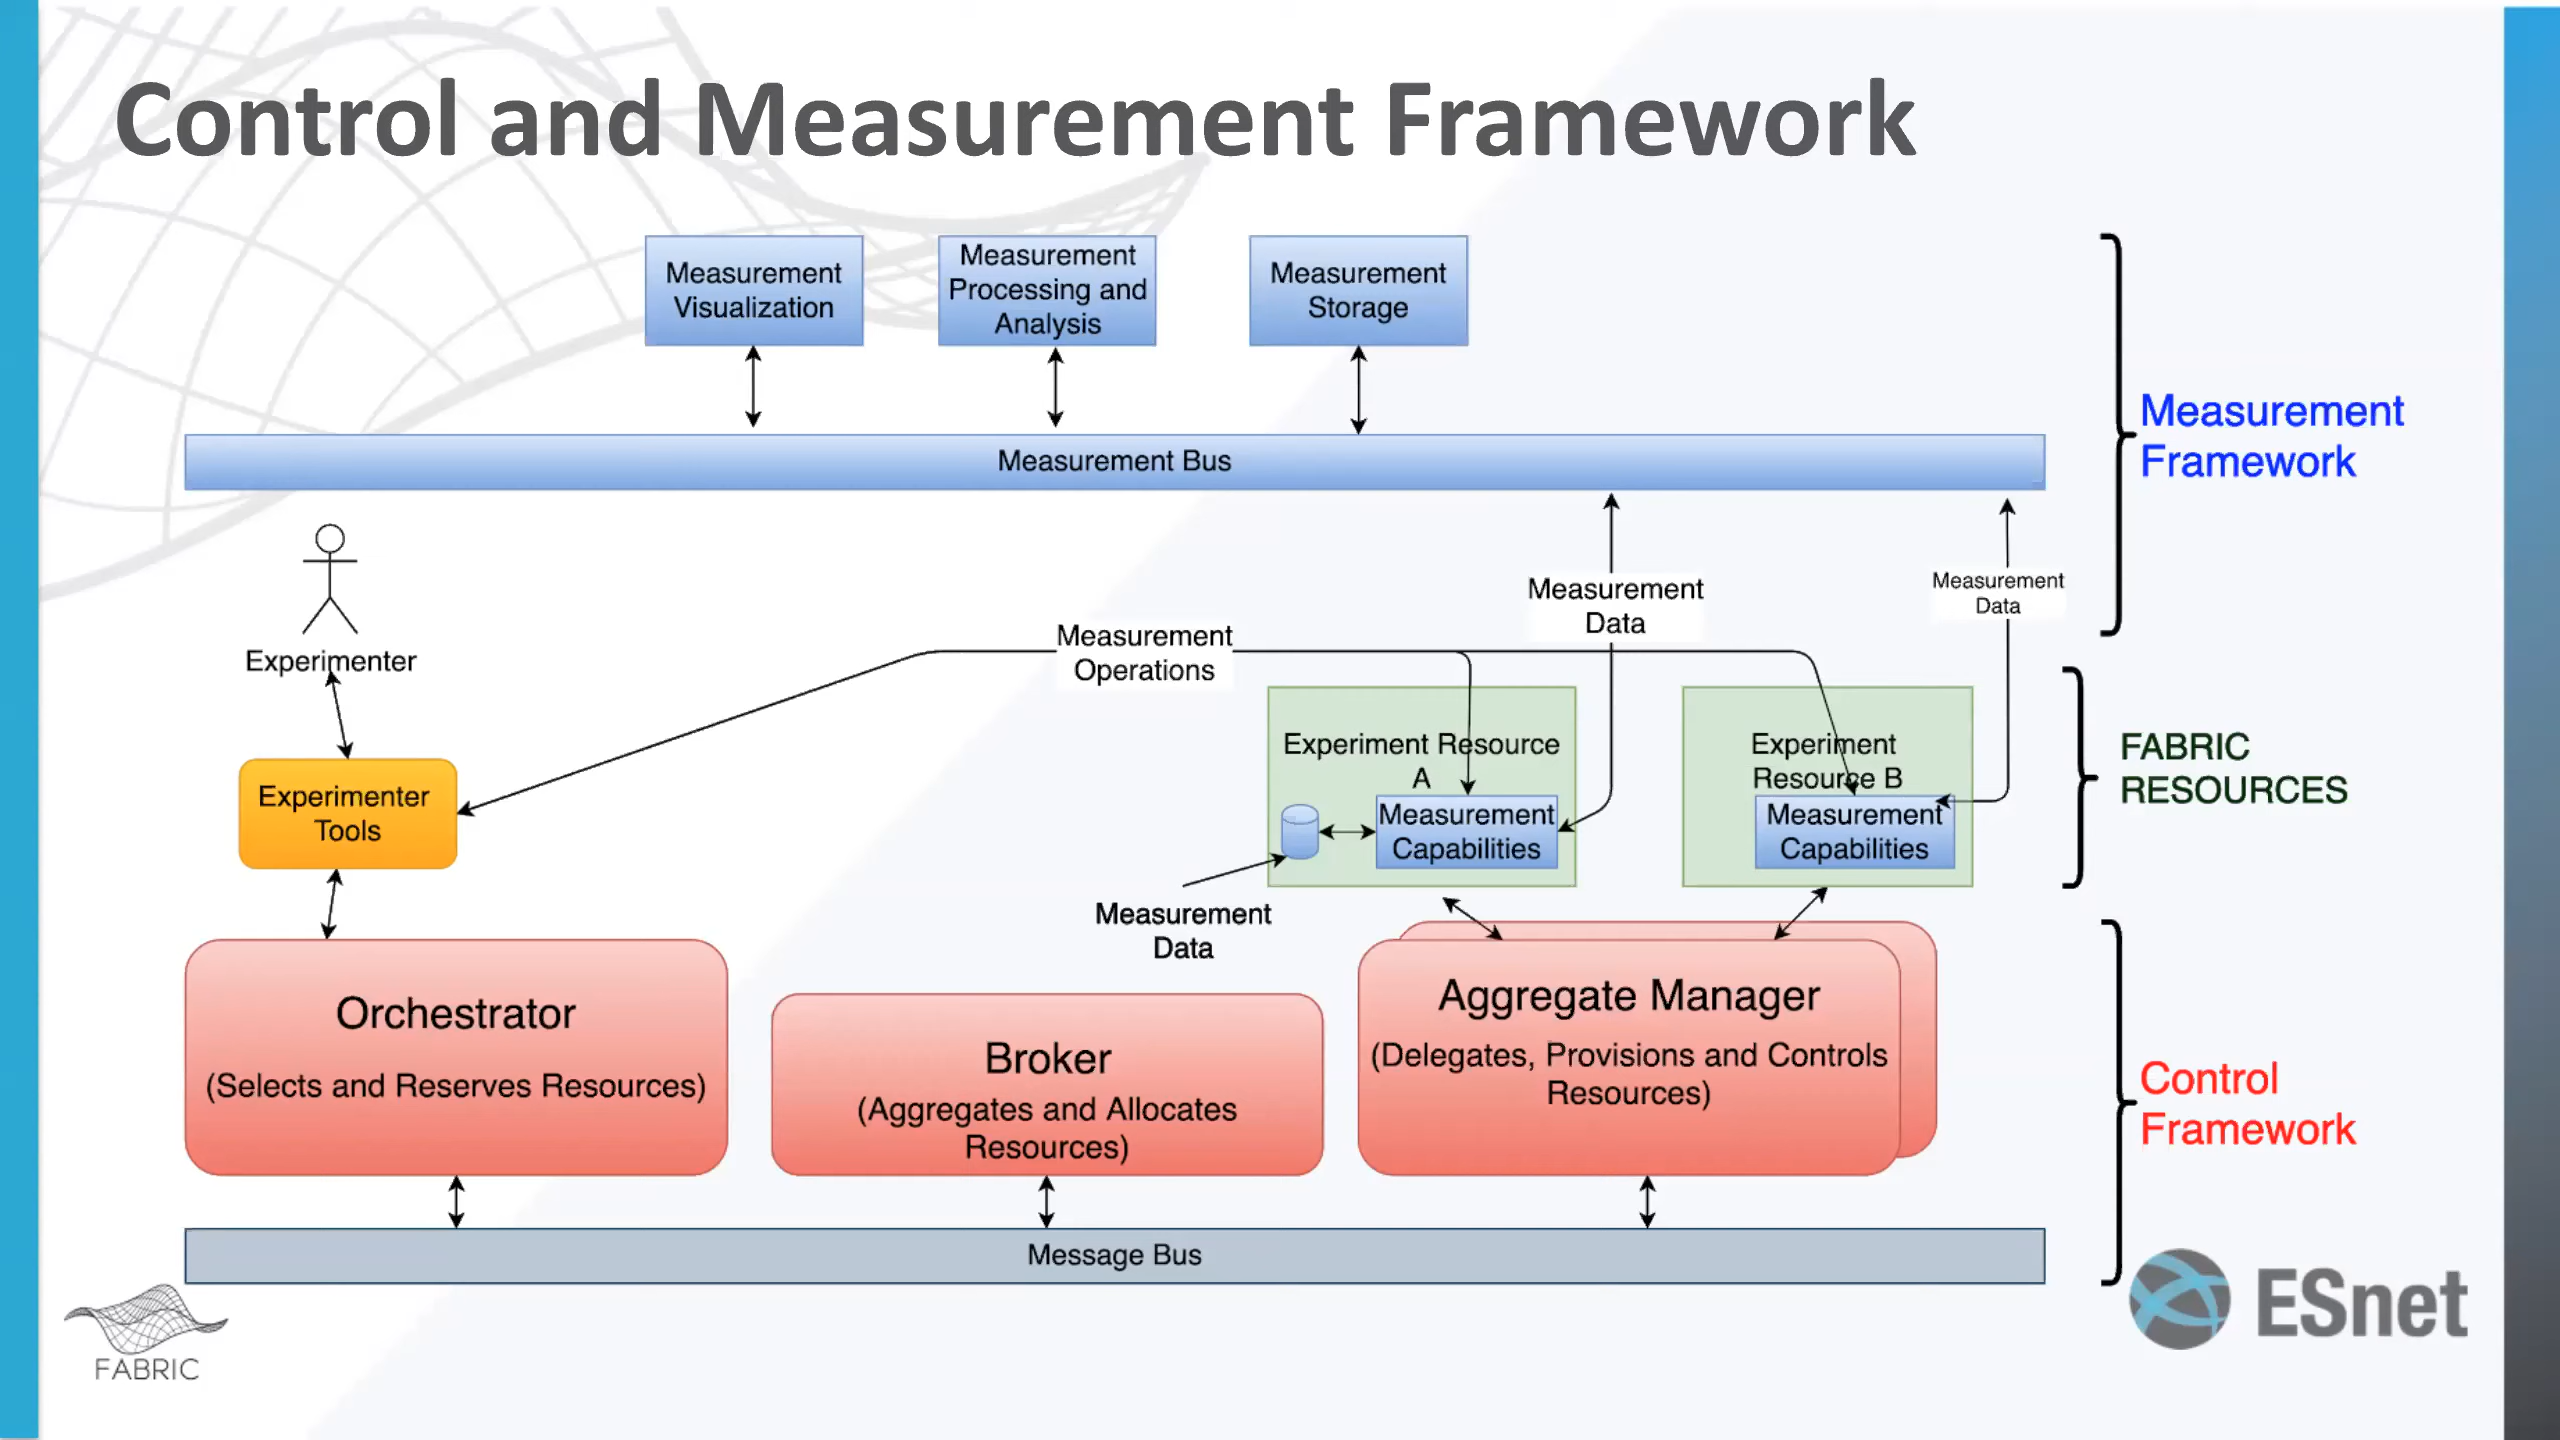 Control and Measurement Framework
Measurement
Visualization
Measurement
Processing and
Analysis
Measurement
Storage
Measurement Bus
Measurement
Framework
Experimenter
Measurement
Operations
Measurement
Data
Measurement
Data
Experimenter
Tools
Experiment Resource
A
Measurement
Capabilities
Experiment
Resource B
Measurement
Capabilities
FABRIC
RESOURCES
Measurement
Data
Orchestrator
(Selects and Reserves Resources)
Broker
(Aggregates and Allocates
Resources)
Aggregate Manager
(Delegates, Provisions and Controls
Resources)
Control
Framework
Message Bus
FABRIC
ESnet